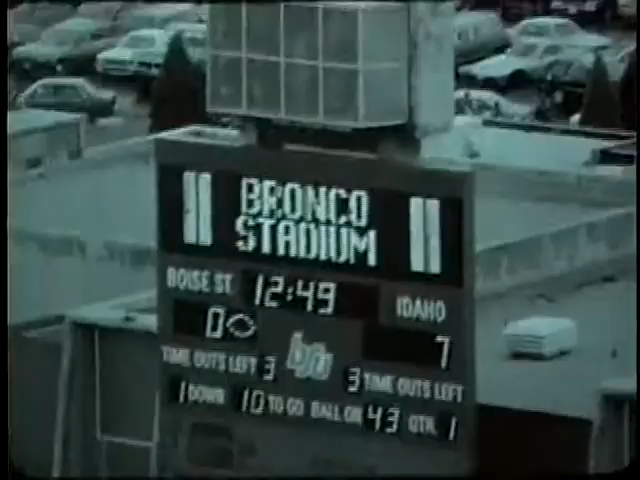 BRONCO
STADIUM
BOISE ST. 12:49 IDAHO
0 7
bsu
TIME OUTS LEFT 3 3 TIME OUTS LEFT
1 DOWN 10 TO GO BALL ON 43 QTR. 1